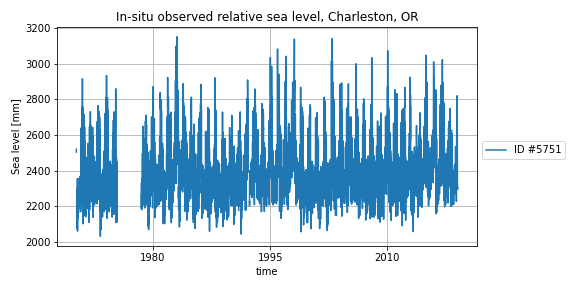 In-situ observed relative sea level, Charleston, OR
3200
3000
2800
2600
2400
2200
2000
Sea level [mm]
ID #5751
1980
1995
2010
time